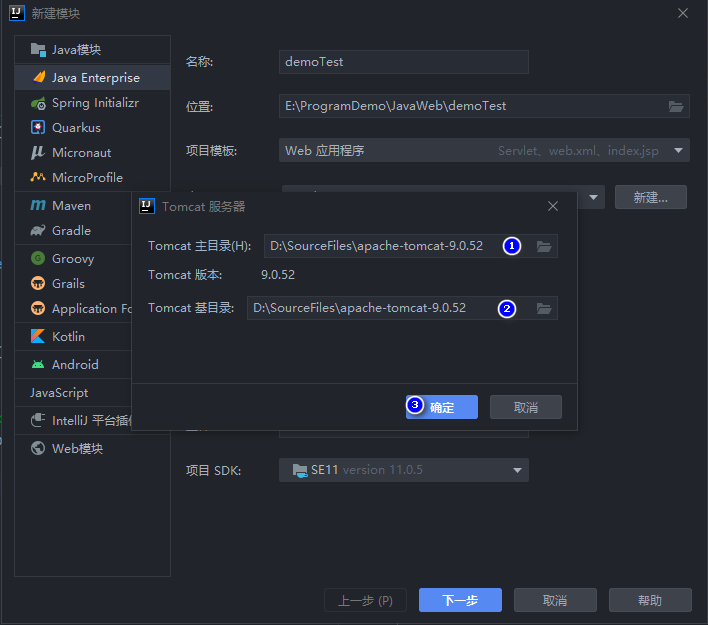 新建模块
Java模块
Java Enterprise
Spring Initializr
Quarkus
Micronaut
MicroProfile
Maven
Gradle
Groovy
Grails
Application Fo
Kotlin
Android
JavaScript
IntelliJ 平台插件
Web模块
名称: demoTest
位置: E:\ProgramDemo\JavaWeb\demoTest
项目模板: Web 应用程序 Servlet、web.xml、index.jsp
新建...
Tomcat 服务器
Tomcat 主目录(H): D:\SourceFiles\apache-tomcat-9.0.52 1
Tomcat 版本: 9.0.52
Tomcat 基目录: D:\SourceFiles\apache-tomcat-9.0.52 2
3 确定 取消
项目 SDK: SE11 version 11.0.5
上一步 (P) 下一步 取消 帮助